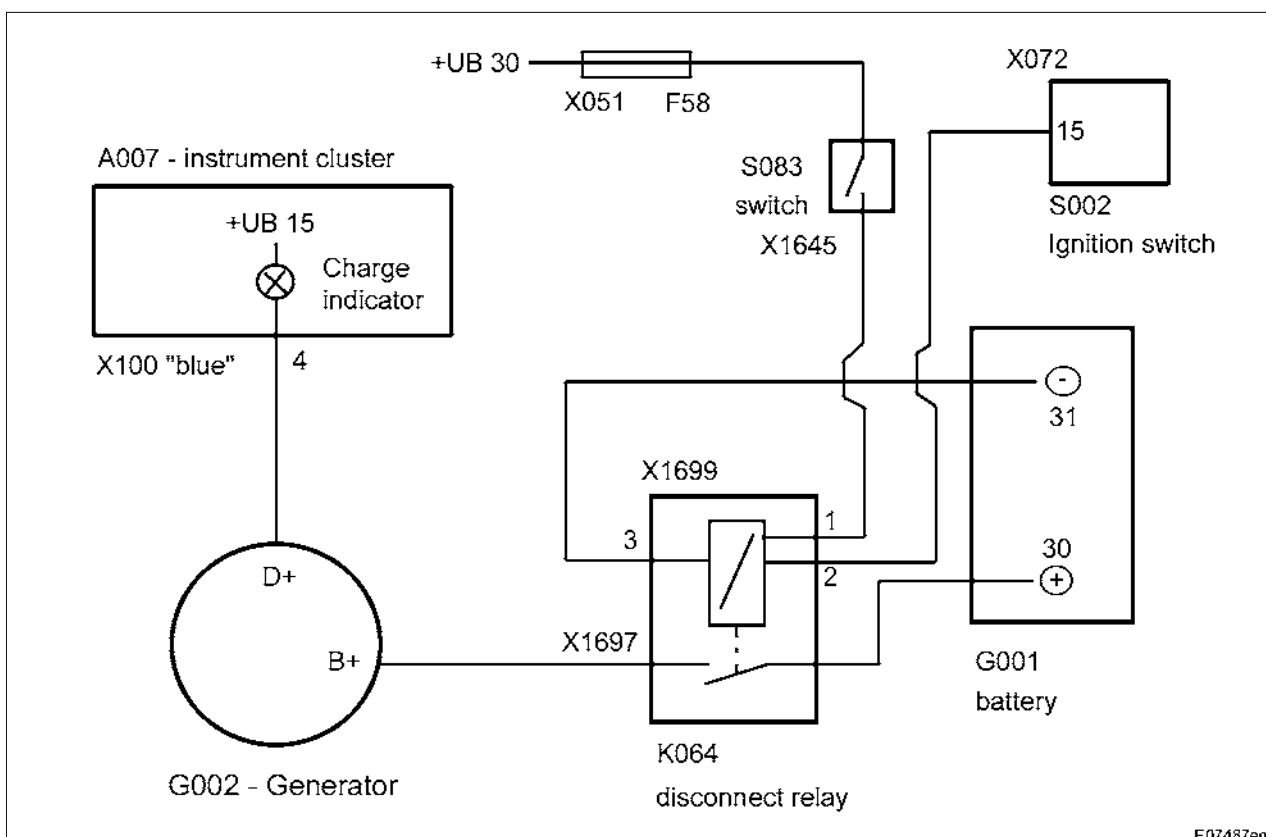 +UB 30
X051 F58
X072
15
S002
Ignition switch
S083
switch
X1645
A007 - instrument cluster
+UB 15
Charge
indicator
X100 "blue"
4
-
31
X1699
1
3
2
30
+
D+
B+
X1697
G001
battery
K064
disconnect relay
G002 - Generator
E07487en